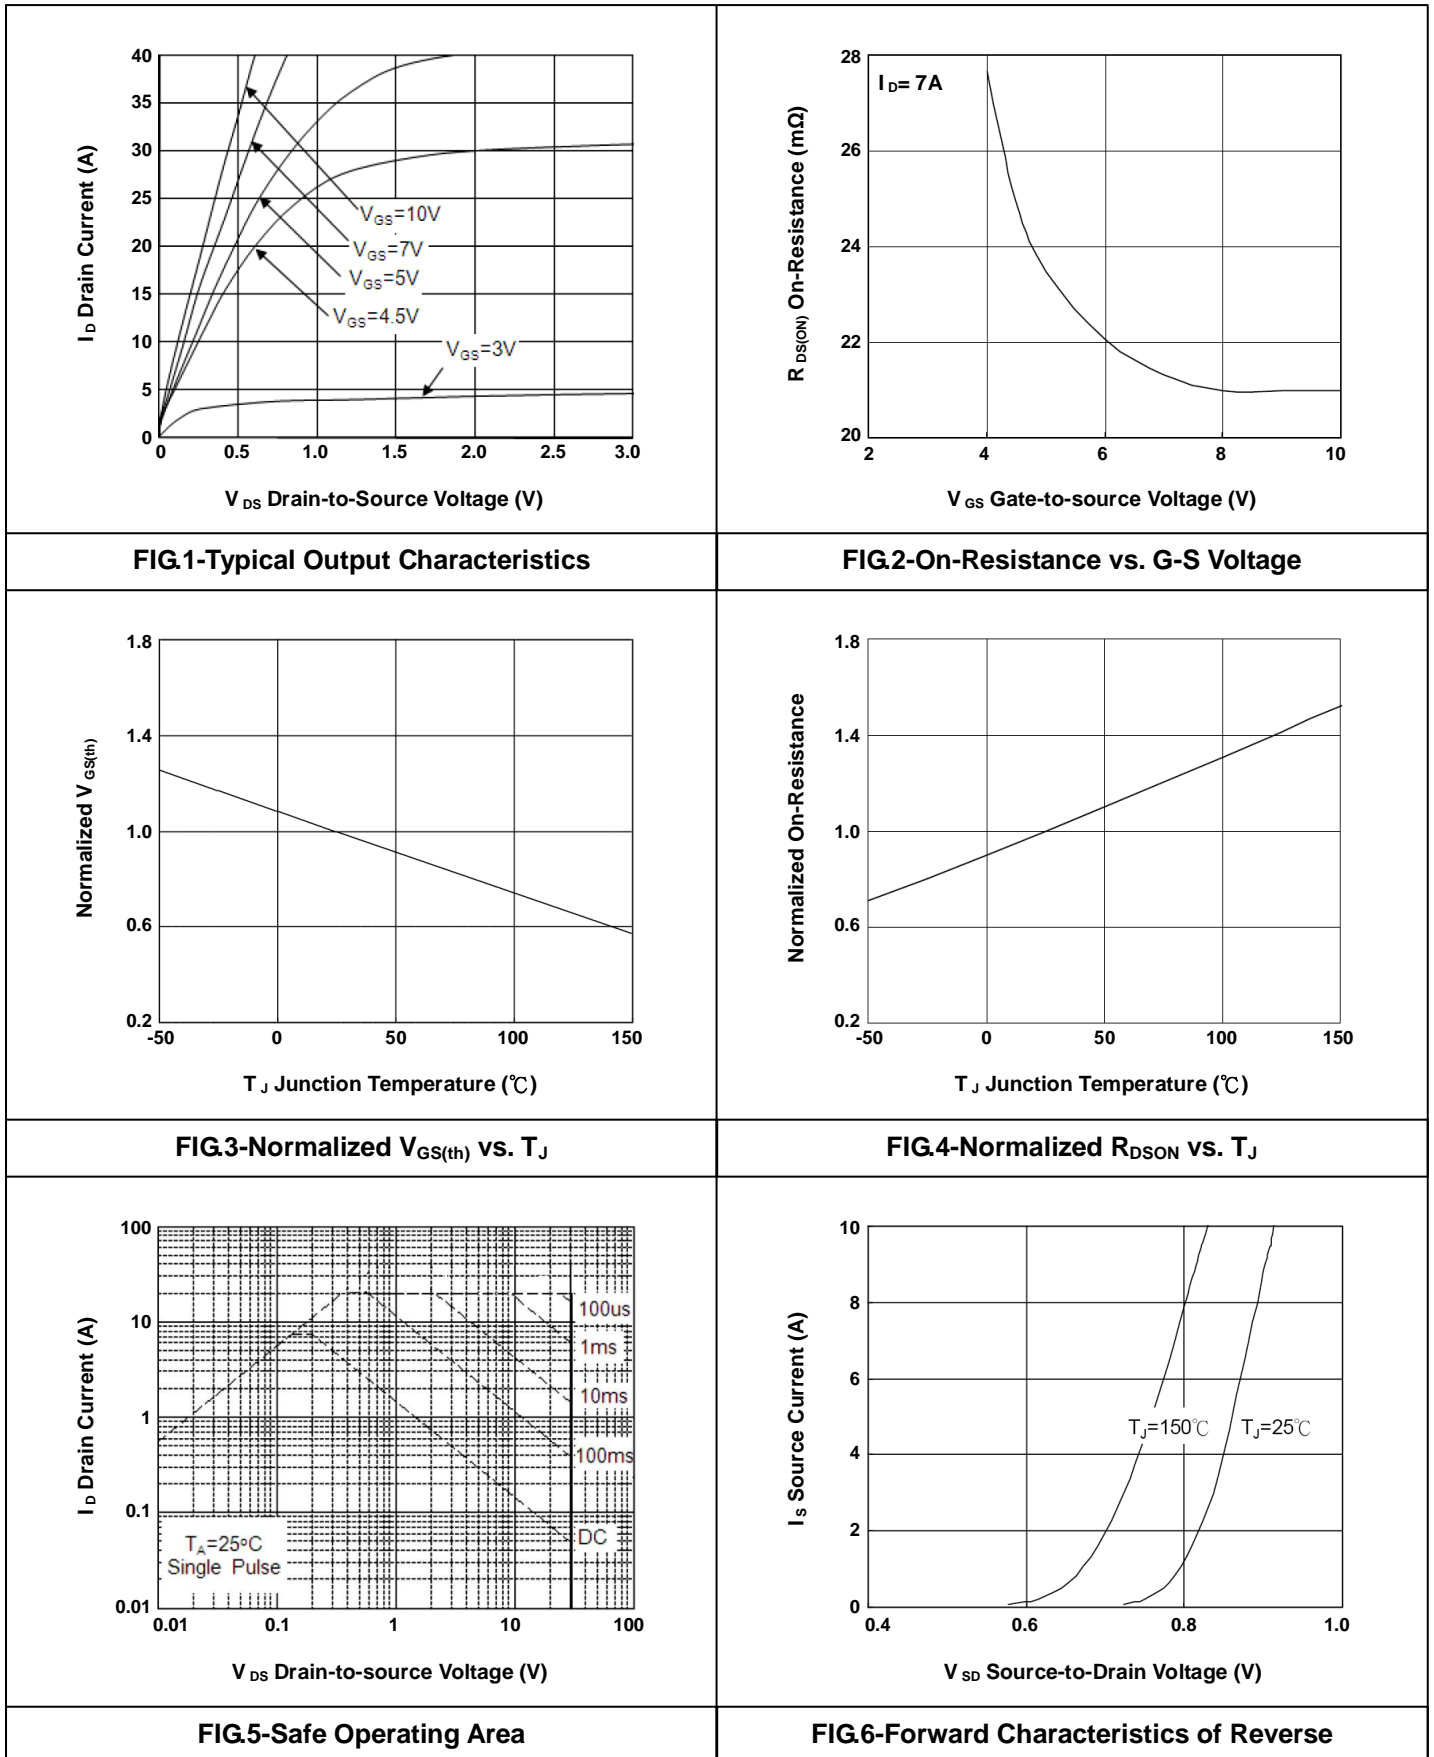 40
35
30
25
20
15
10
5
0
I D Drain Current (A)
VGS=10V
VGS=7V
VGS=5V
VGS=4.5V
VGS=3V
0 0.5 1.0 1.5 2.0 2.5 3.0
V DS Drain-to-Source Voltage (V)
FIG.1-Typical Output Characteristics
28
26
24
22
20
R DS(ON) On-Resistance (mΩ)
I D= 7A
2 4 6 8 10
V GS Gate-to-source Voltage (V)
FIG.2-On-Resistance vs. G-S Voltage
1.8
1.4
1.0
0.6
0.2
Normalized V GS(th)
-50 0 50 100 150
T J Junction Temperature (℃)
FIG.3-Normalized VGS(th) vs. TJ
1.8
1.4
1.0
0.6
0.2
Normalized On-Resistance
-50 0 50 100 150
T J Junction Temperature (℃)
FIG.4-Normalized RDSON vs. TJ
100
10
1
0.1
0.01
I D Drain Current (A)
100us
1ms
10ms
100ms
DC
TA=25oC
Single Pulse
0.01 0.1 1 10 100
V DS Drain-to-source Voltage (V)
FIG.5-Safe Operating Area
10
8
6
4
2
0
I S Source Current (A)
TJ=150℃
TJ=25℃
0.4 0.6 0.8 1.0
V SD Source-to-Drain Voltage (V)
FIG.6-Forward Characteristics of Reverse